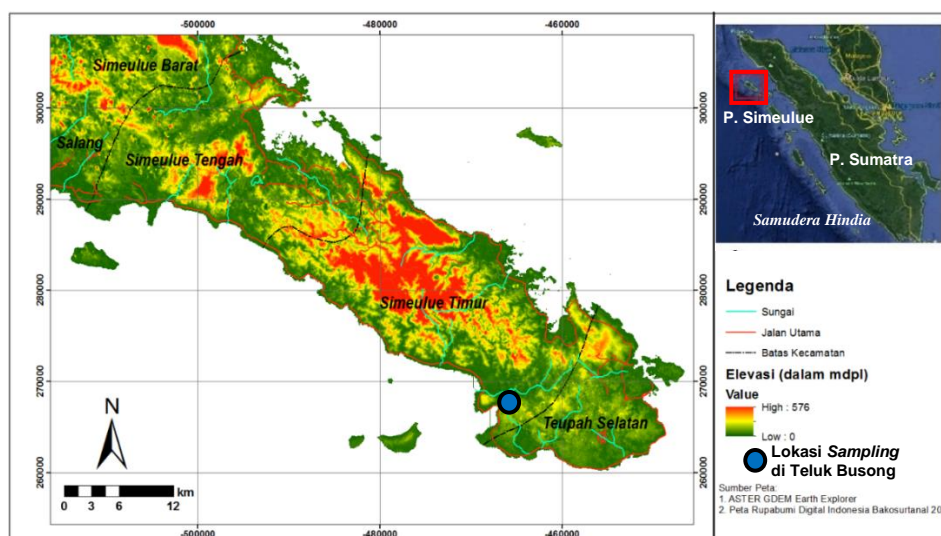 -500000
-480000
-460000
Simeulue Barat
Salang
Simeulue Tengah
Simeulue Timur
Teupah Selatan
300000
290000
280000
270000
260000
N
0 3 6 12 km
-500000
-480000
-460000
P. Simeulue
P. Sumatra
Samudera Hindia
Legenda
Sungai
Jalan Utama
Batas Kecamatan
Elevasi (dalam mdpl)
Value
High : 576
Low : 0
Lokasi Sampling
di Teluk Busong
Sumber Peta:
1. ASTER GDEM Earth Explorer
2. Peta Rupabumi Digital Indonesia Bakosurtanal 20